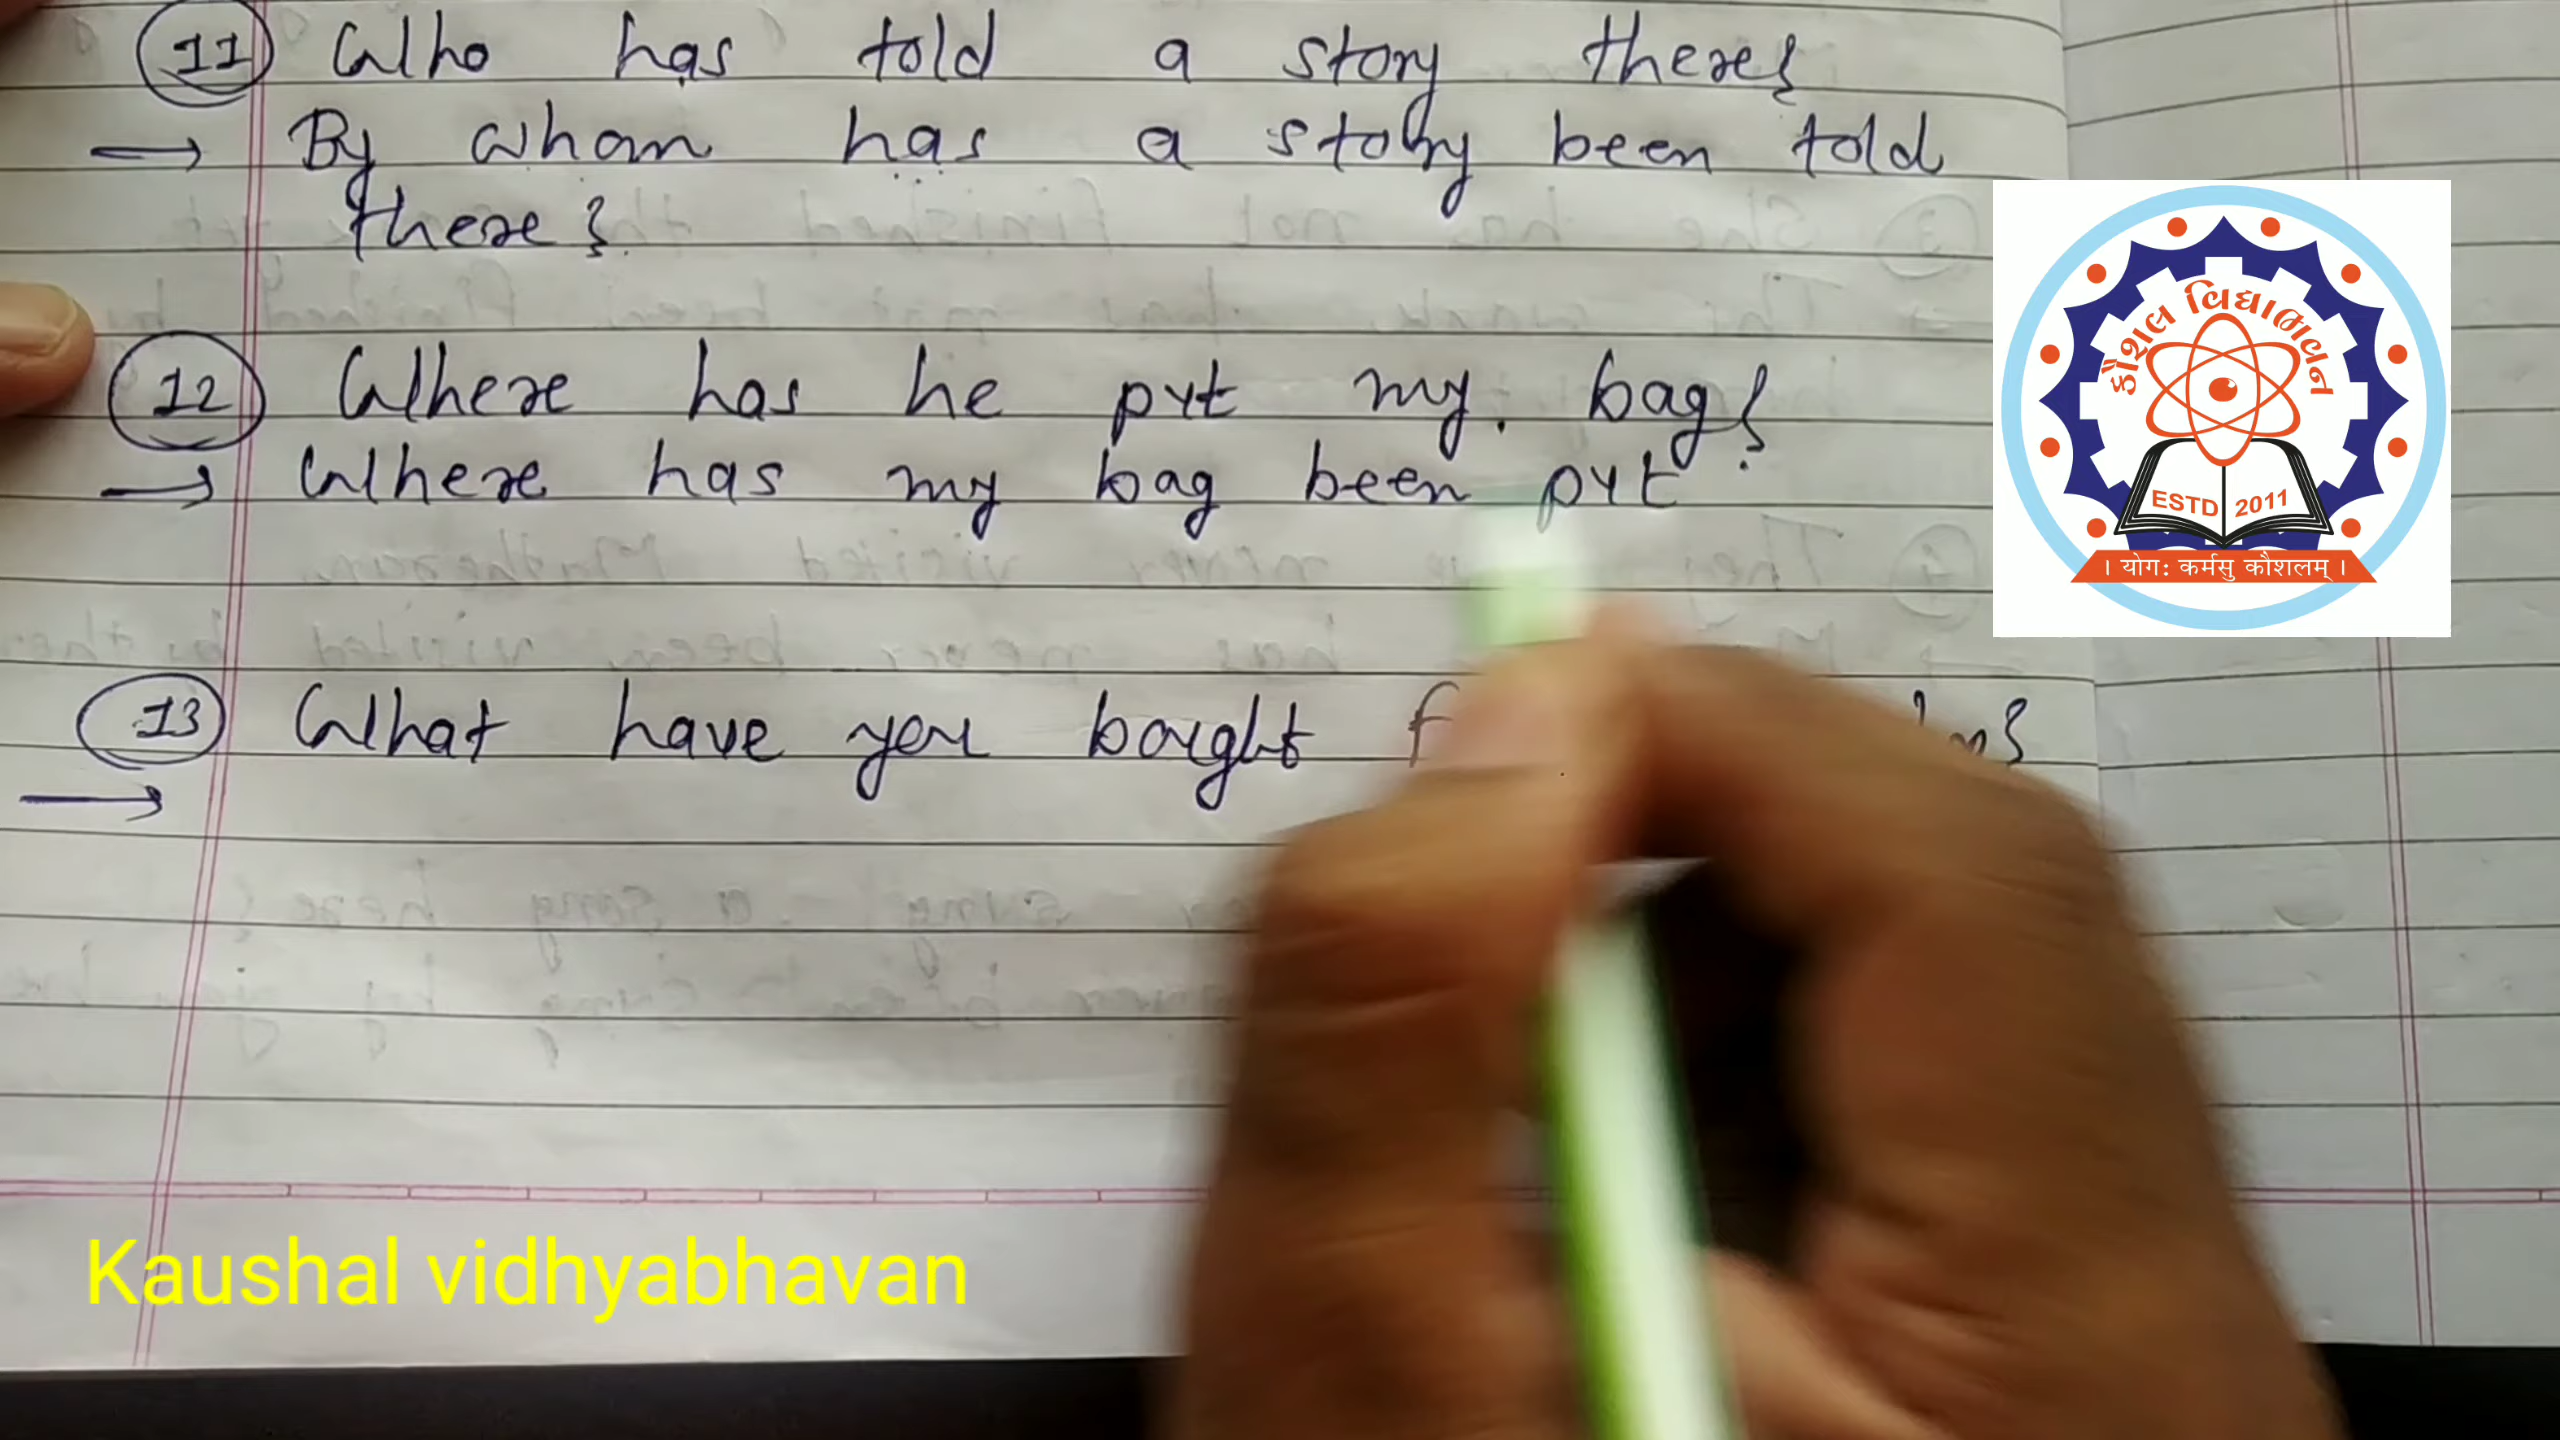 11 Who has told a story there?
→ By whom has a story been told
there?
12 Where has he put my bag?
→ Where has my bag been put
13 What have you bought
→
કૌશલ વિદ્યાભવન
ESTD 2011
। योगः कर्मसु कौशलम् ।
Kaushal vidhyabhavan